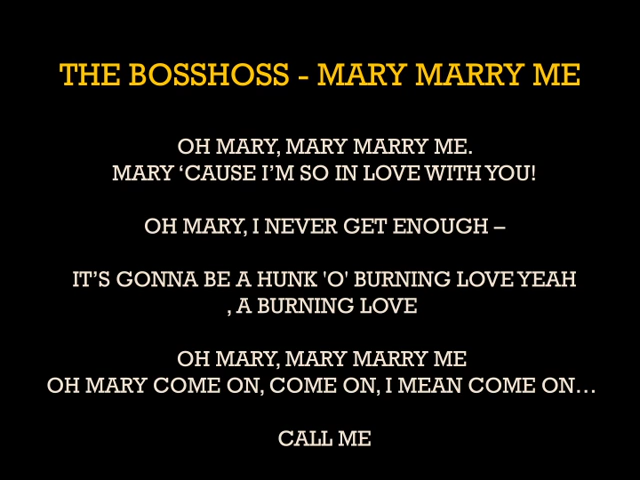 THE BOSSHOSS - MARY MARRY ME
OH MARY, MARY MARRY ME.
MARY ‘CAUSE I’M SO IN LOVE WITH YOU!
OH MARY, I NEVER GET ENOUGH –
IT’S GONNA BE A HUNK 'O' BURNING LOVE YEAH
, A BURNING LOVE
OH MARY, MARY MARRY ME
OH MARY COME ON, COME ON, I MEAN COME ON…
CALL ME